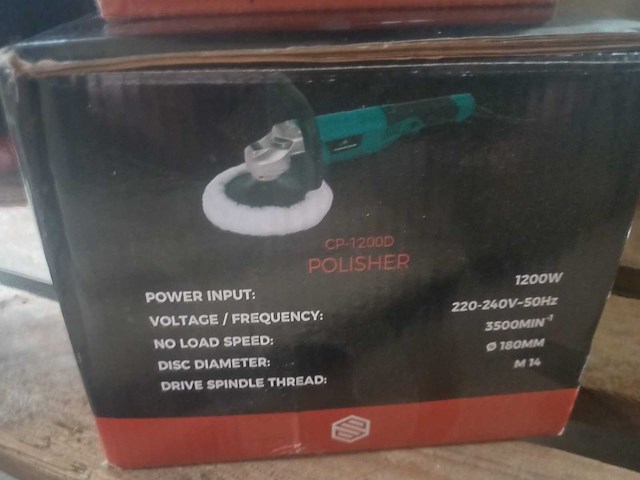 CP-1200D
POLISHER
POWER INPUT: 1200W
VOLTAGE / FREQUENCY: 220-240V~50Hz
NO LOAD SPEED: 3500MIN⁻¹
DISC DIAMETER: Ø 180MM
DRIVE SPINDLE THREAD: M 14